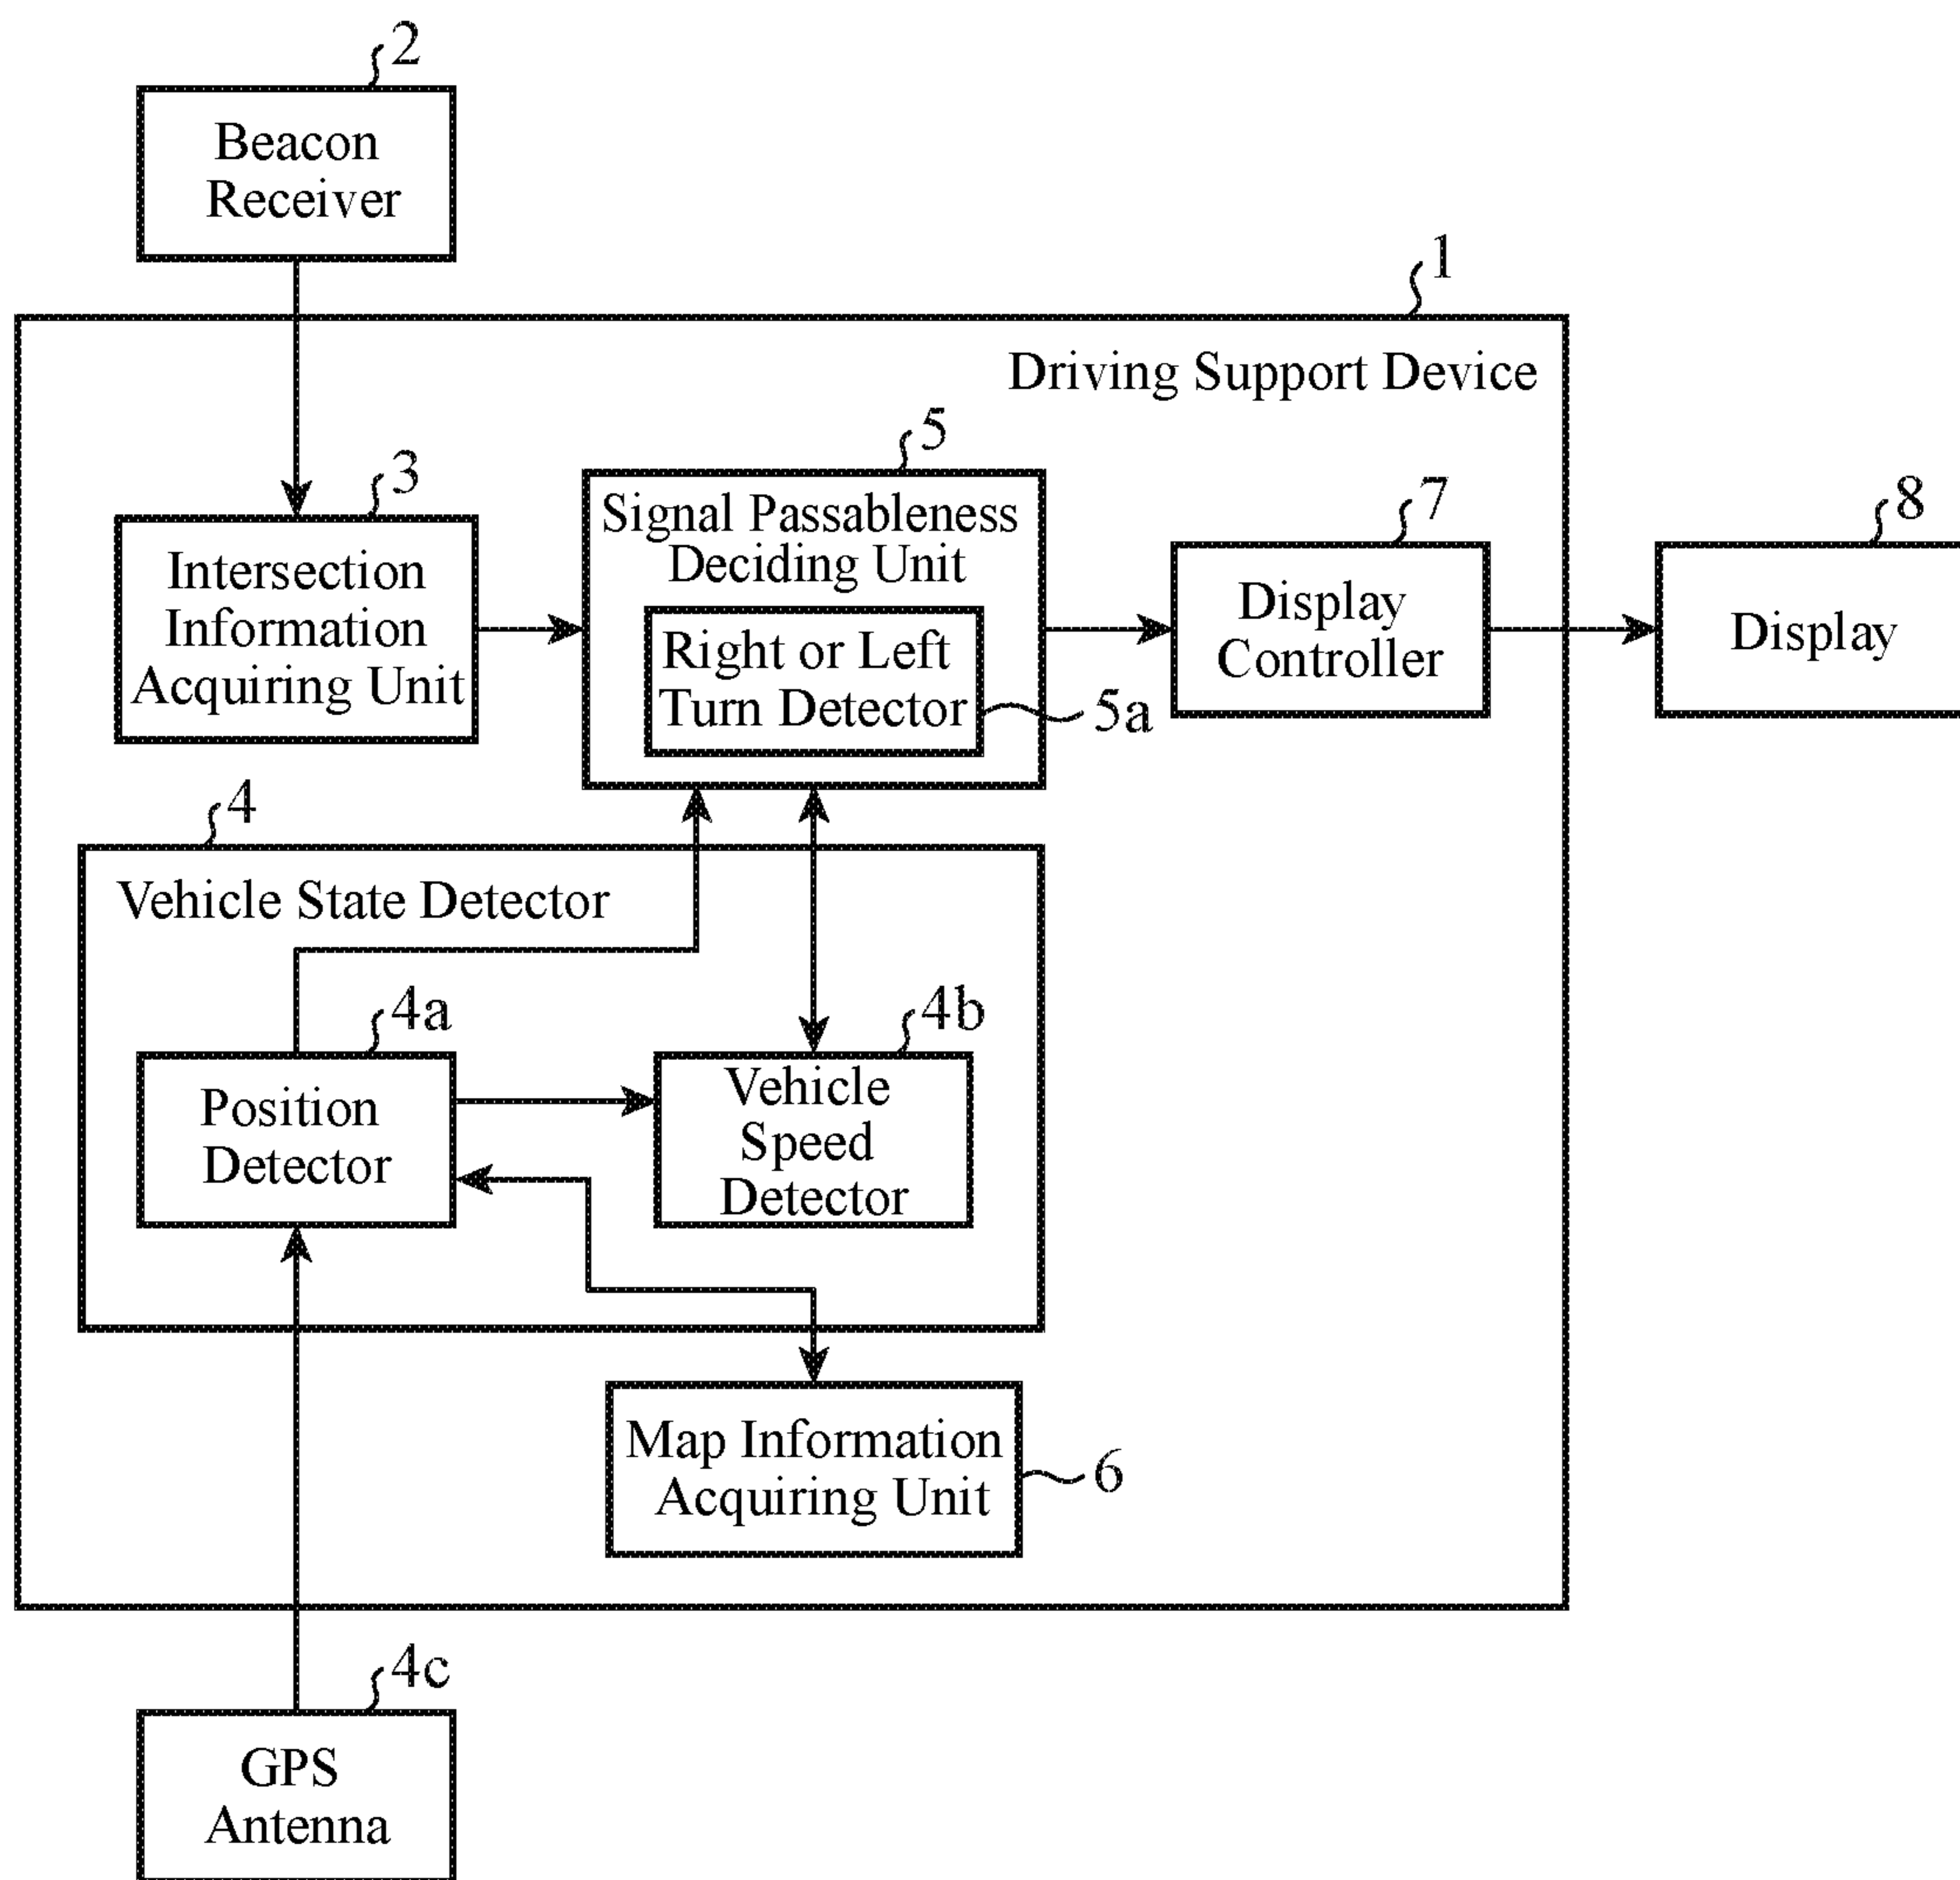 2
Beacon
Receiver
1
Driving Support Device
3
Intersection
Information
Acquiring Unit
5
Signal Passableness
Deciding Unit
Right or Left
Turn Detector
5a
7
Display
Controller
8
Display
4
Vehicle State Detector
4a
Position
Detector
4b
Vehicle
Speed
Detector
Map Information
Acquiring Unit
6
4c
GPS
Antenna